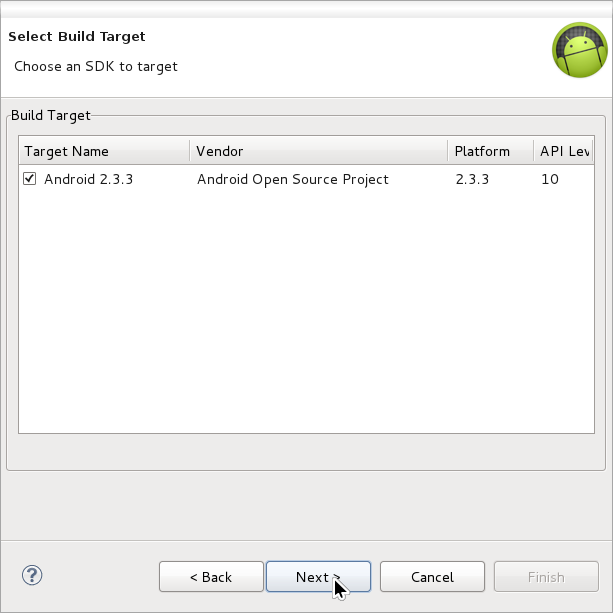 Select Build Target
Choose an SDK to target
Build Target
Target Name Vendor Platform API Lev
Android 2.3.3 Android Open Source Project 2.3.3 10
?
< Back Next > Cancel Finish